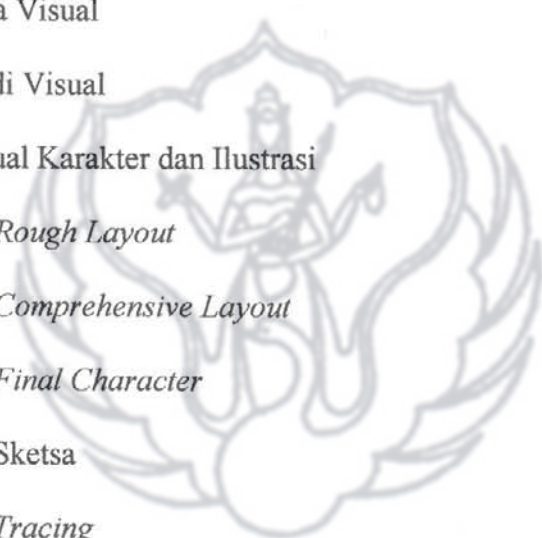 a Visual
di Visual
ual Karakter dan Ilustrasi
Rough Layout
Comprehensive Layout
Final Character
Sketsa
Tracing